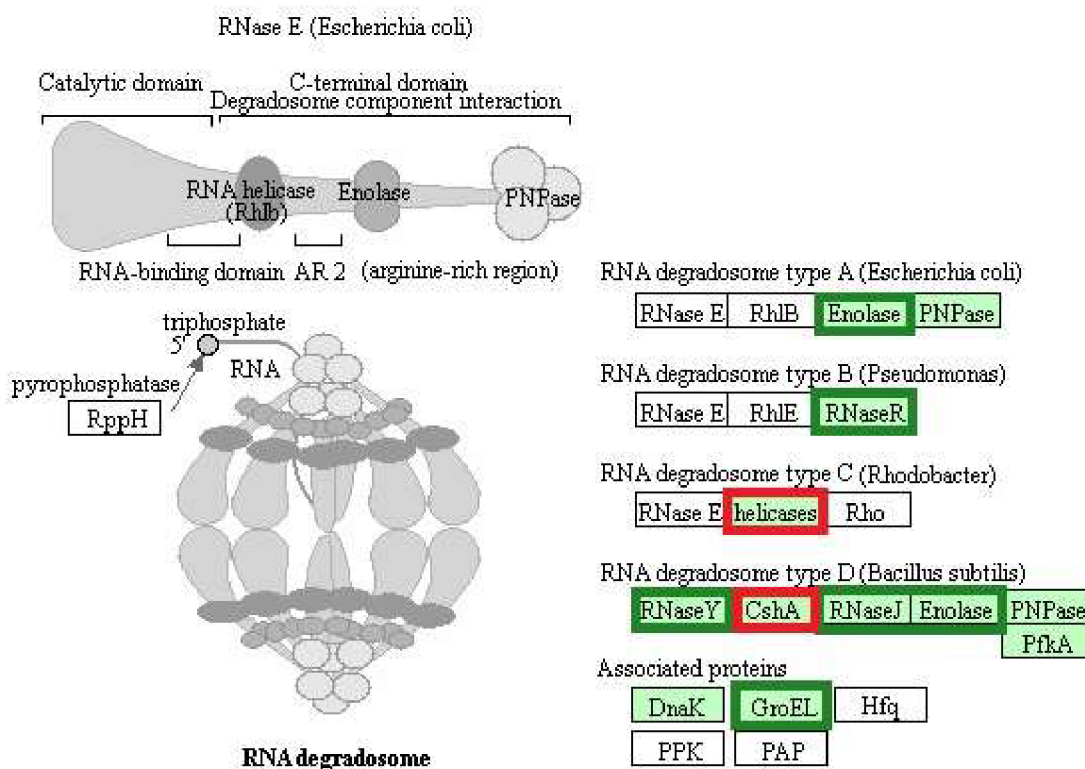 RNase E (Escherichia coli)
Catalytic domain
C-terminal domain
Degradosome component interaction
RNA helicase
(Rhlb)
Enolase
PNPase
RNA-binding domain
AR 2
(arginine-rich region)
triphosphate
5'
RNA
pyrophosphatase
RppH
RNA degradosome
RNA degradosome type A (Escherichia coli)
RNase E RhlB Enolase PNPase
RNA degradosome type B (Pseudomonas)
RNase E RhlE RNaseR
RNA degradosome type C (Rhodobacter)
RNase E helicases Rho
RNA degradosome type D (Bacillus subtilis)
RNaseY CshA RNaseJ Enolase PNPase
PfkA
Associated proteins
DnaK GroEL Hfq
PPK PAP